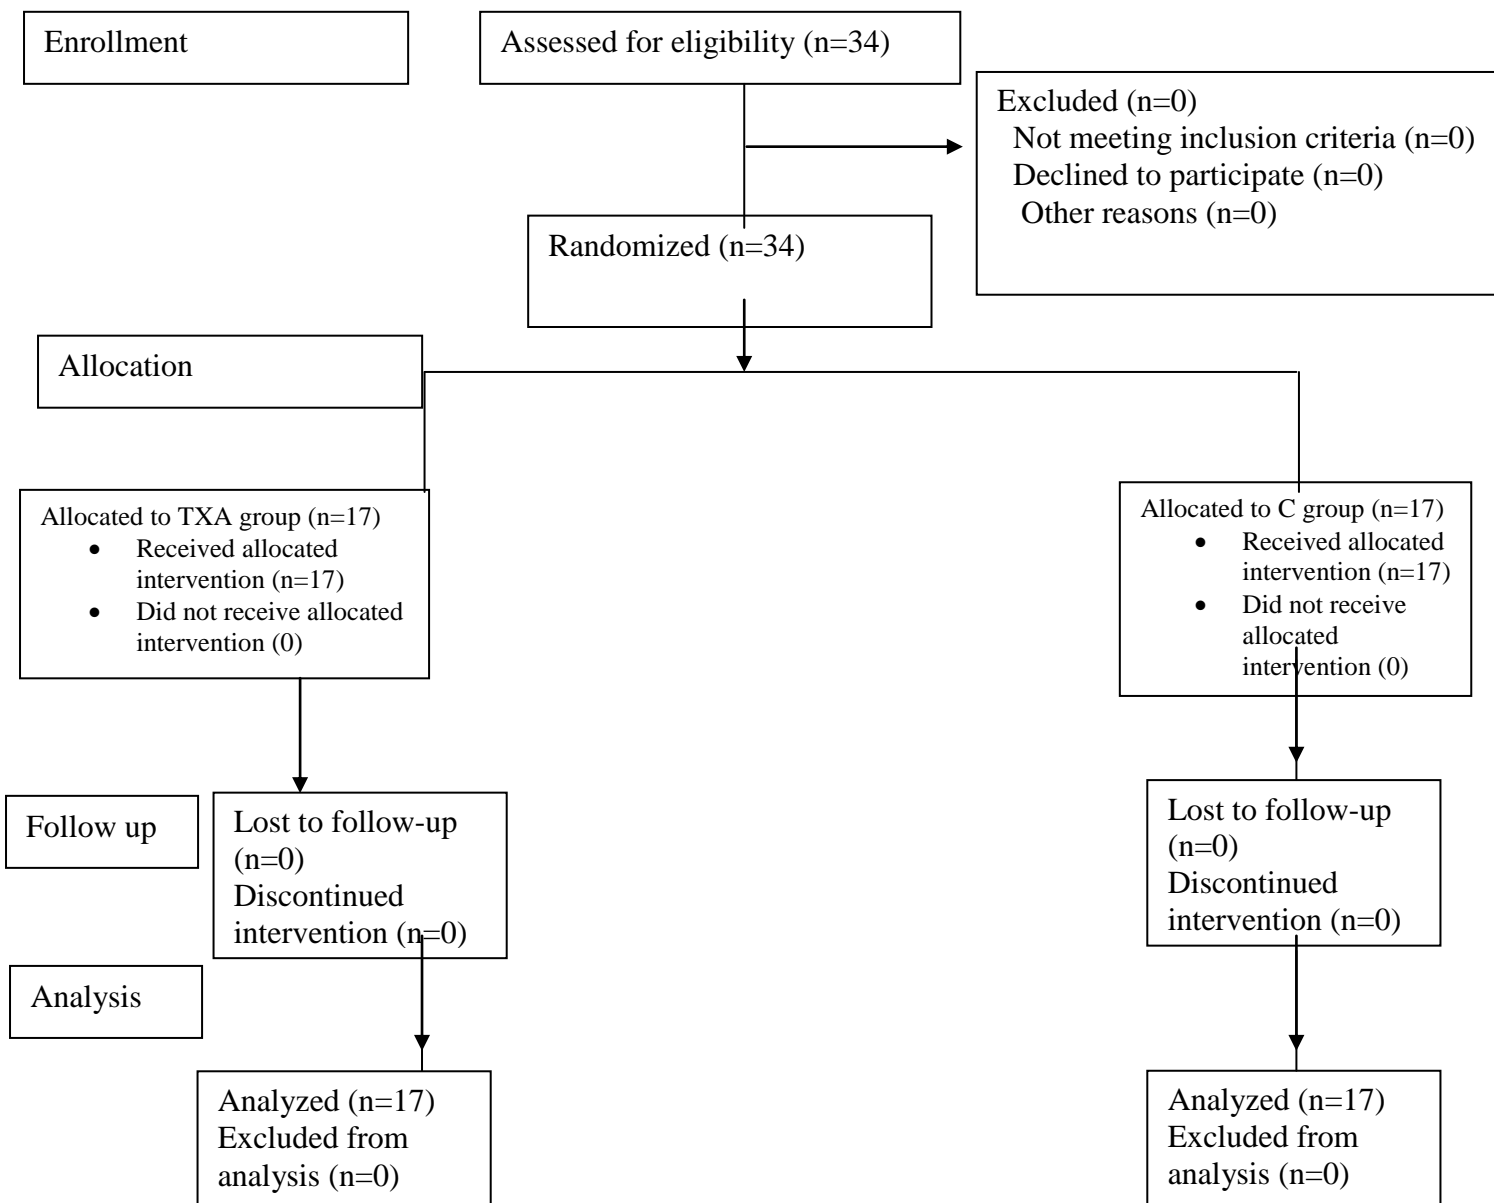 Enrollment
Assessed for eligibility (n=34)
Excluded (n=0)
Not meeting inclusion criteria (n=0)
Declined to participate (n=0)
Other reasons (n=0)
Randomized (n=34)
Allocation
Allocated to TXA group (n=17)
• Received allocated
intervention (n=17)
• Did not receive allocated
intervention (0)
Allocated to C group (n=17)
• Received allocated
intervention (n=17)
• Did not receive
allocated
intervention (0)
Follow up
Lost to follow-up
(n=0)
Discontinued
intervention (n=0)
Lost to follow-up
(n=0)
Discontinued
intervention (n=0)
Analysis
Analyzed (n=17)
Excluded from
analysis (n=0)
Analyzed (n=17)
Excluded from
analysis (n=0)